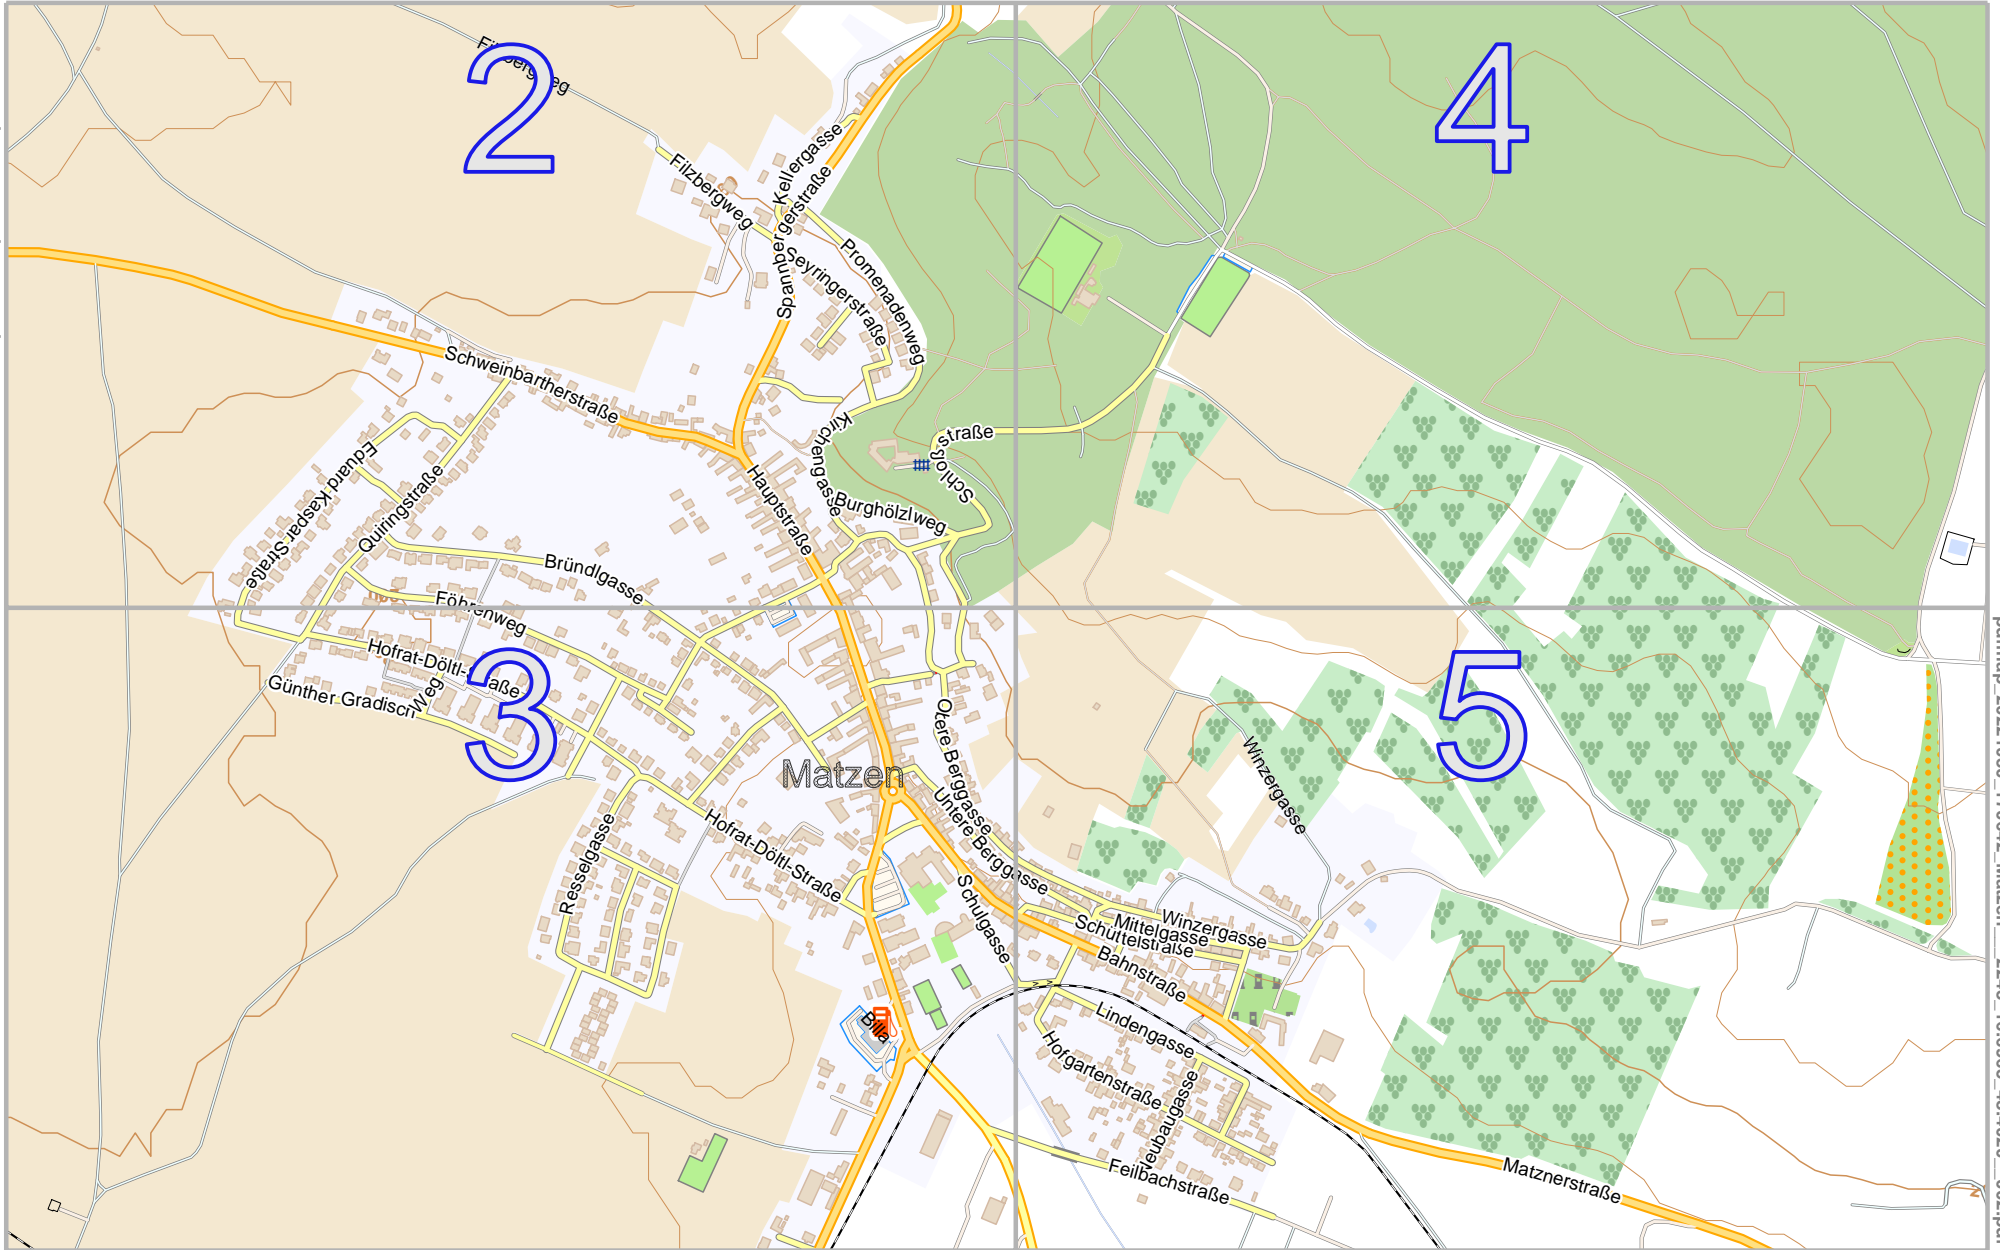 2
4
Filzbergweg
Kellergasse
Filzbergweg
Spannbergerstraße
Promenadenweg
Seyringerstraße
Schweinbartherstraße
Kirchengasse
Schloßstraße
Eduard Kaspar Straße
Quiringstraße
Hauptstraße
Burghölzlweg
Bründlgasse
Föhrenweg
Hofrat-Döltl-Straße
Günther Gradisch Weg
3
5
Obere Berggasse
Winzergasse
Matzen
Untere Berggasse
Hofrat-Döltl-Straße
Resselgasse
Schulgasse
Winzergasse
Mittelgasse
Schüttelstraße
Bahnstraße
Billa
Lindengasse
Hofgartenstraße
Neubaugasse
Feilbachstraße
Matznerstraße